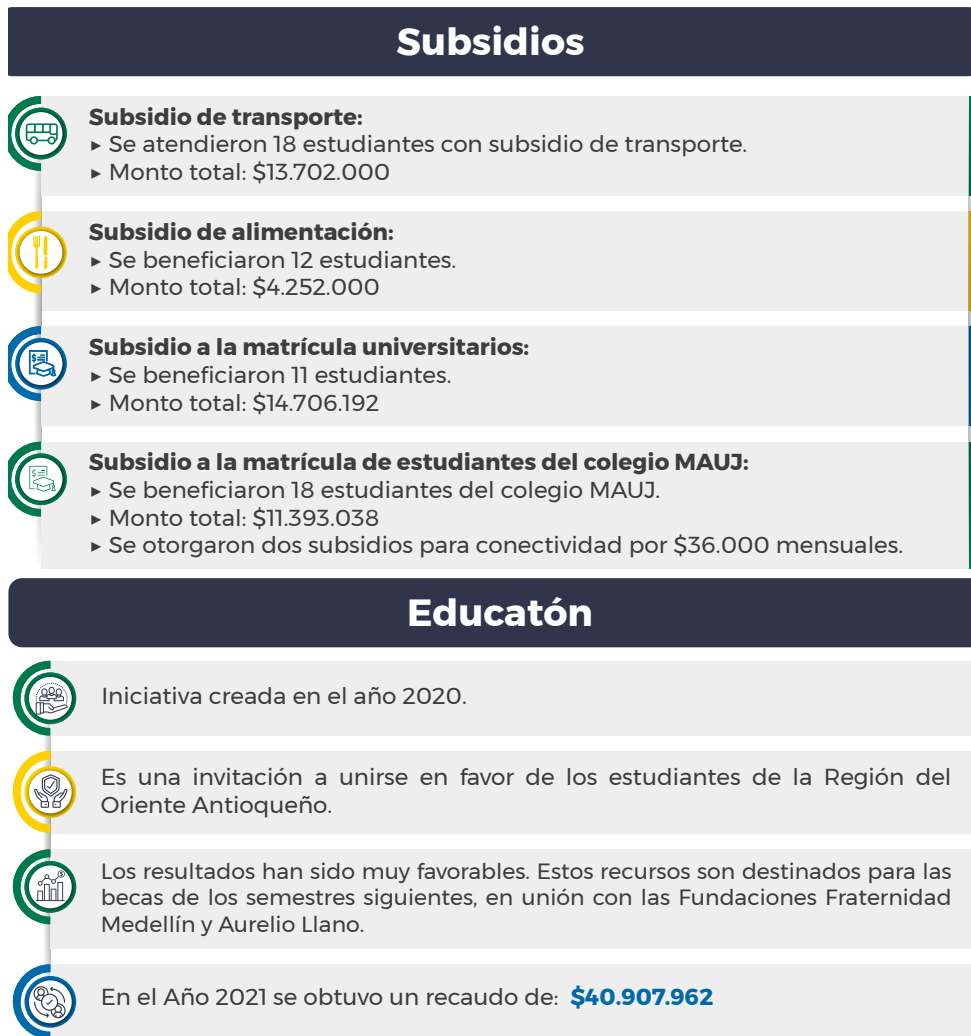 Subsidios
Subsidio de transporte:
▸ Se atendieron 18 estudiantes con subsidio de transporte.
▸ Monto total: $13.702.000
Subsidio de alimentación:
▸ Se beneficiaron 12 estudiantes.
▸ Monto total: $4.252.000
Subsidio a la matrícula universitarios:
▸ Se beneficiaron 11 estudiantes.
▸ Monto total: $14.706.192
Subsidio a la matrícula de estudiantes del colegio MAUJ:
▸ Se beneficiaron 18 estudiantes del colegio MAUJ.
▸ Monto total: $11.393.038
▸ Se otorgaron dos subsidios para conectividad por $36.000 mensuales.
Educatón
Iniciativa creada en el año 2020.
Es una invitación a unirse en favor de los estudiantes de la Región del
Oriente Antioqueño.
Los resultados han sido muy favorables. Estos recursos son destinados para las
becas de los semestres siguientes, en unión con las Fundaciones Fraternidad
Medellín y Aurelio Llano.
En el Año 2021 se obtuvo un recaudo de: $40.907.962